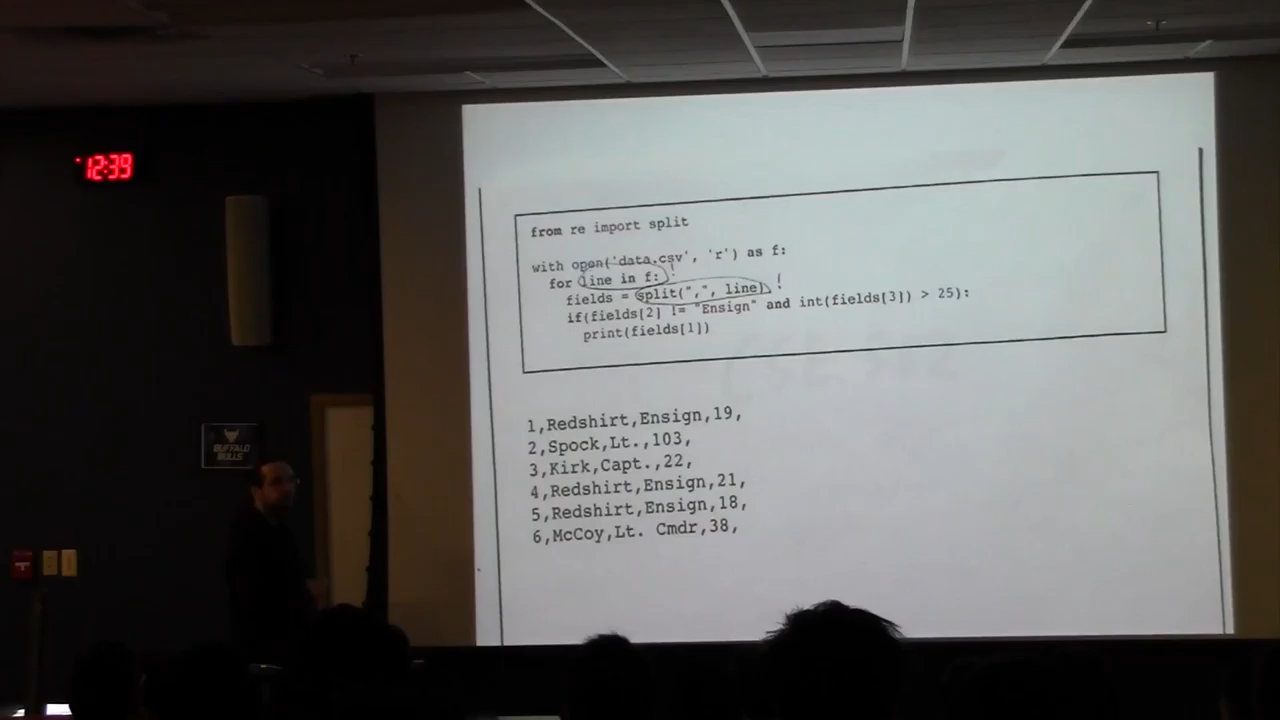 12:39
BUFFALO
BULLS
from re import split
with open('data.csv', 'r') as f:
for line in f:
fields = split(",", line)
if(fields[2] != "Ensign" and int(fields[3]) > 25):
print(fields[1])
1,Redshirt,Ensign,19,
2,Spock,Lt.,103,
3,Kirk,Capt.,22,
4,Redshirt,Ensign,21,
5,Redshirt,Ensign,18,
6,McCoy,Lt. Cmdr,38,